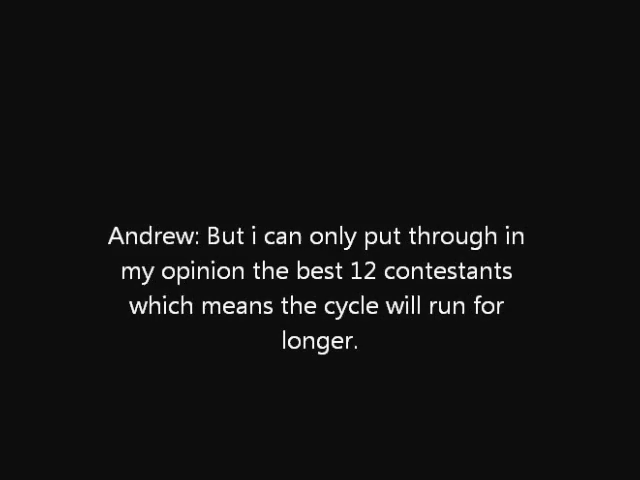 Andrew: But i can only put through in
my opinion the best 12 contestants
which means the cycle will run for
longer.